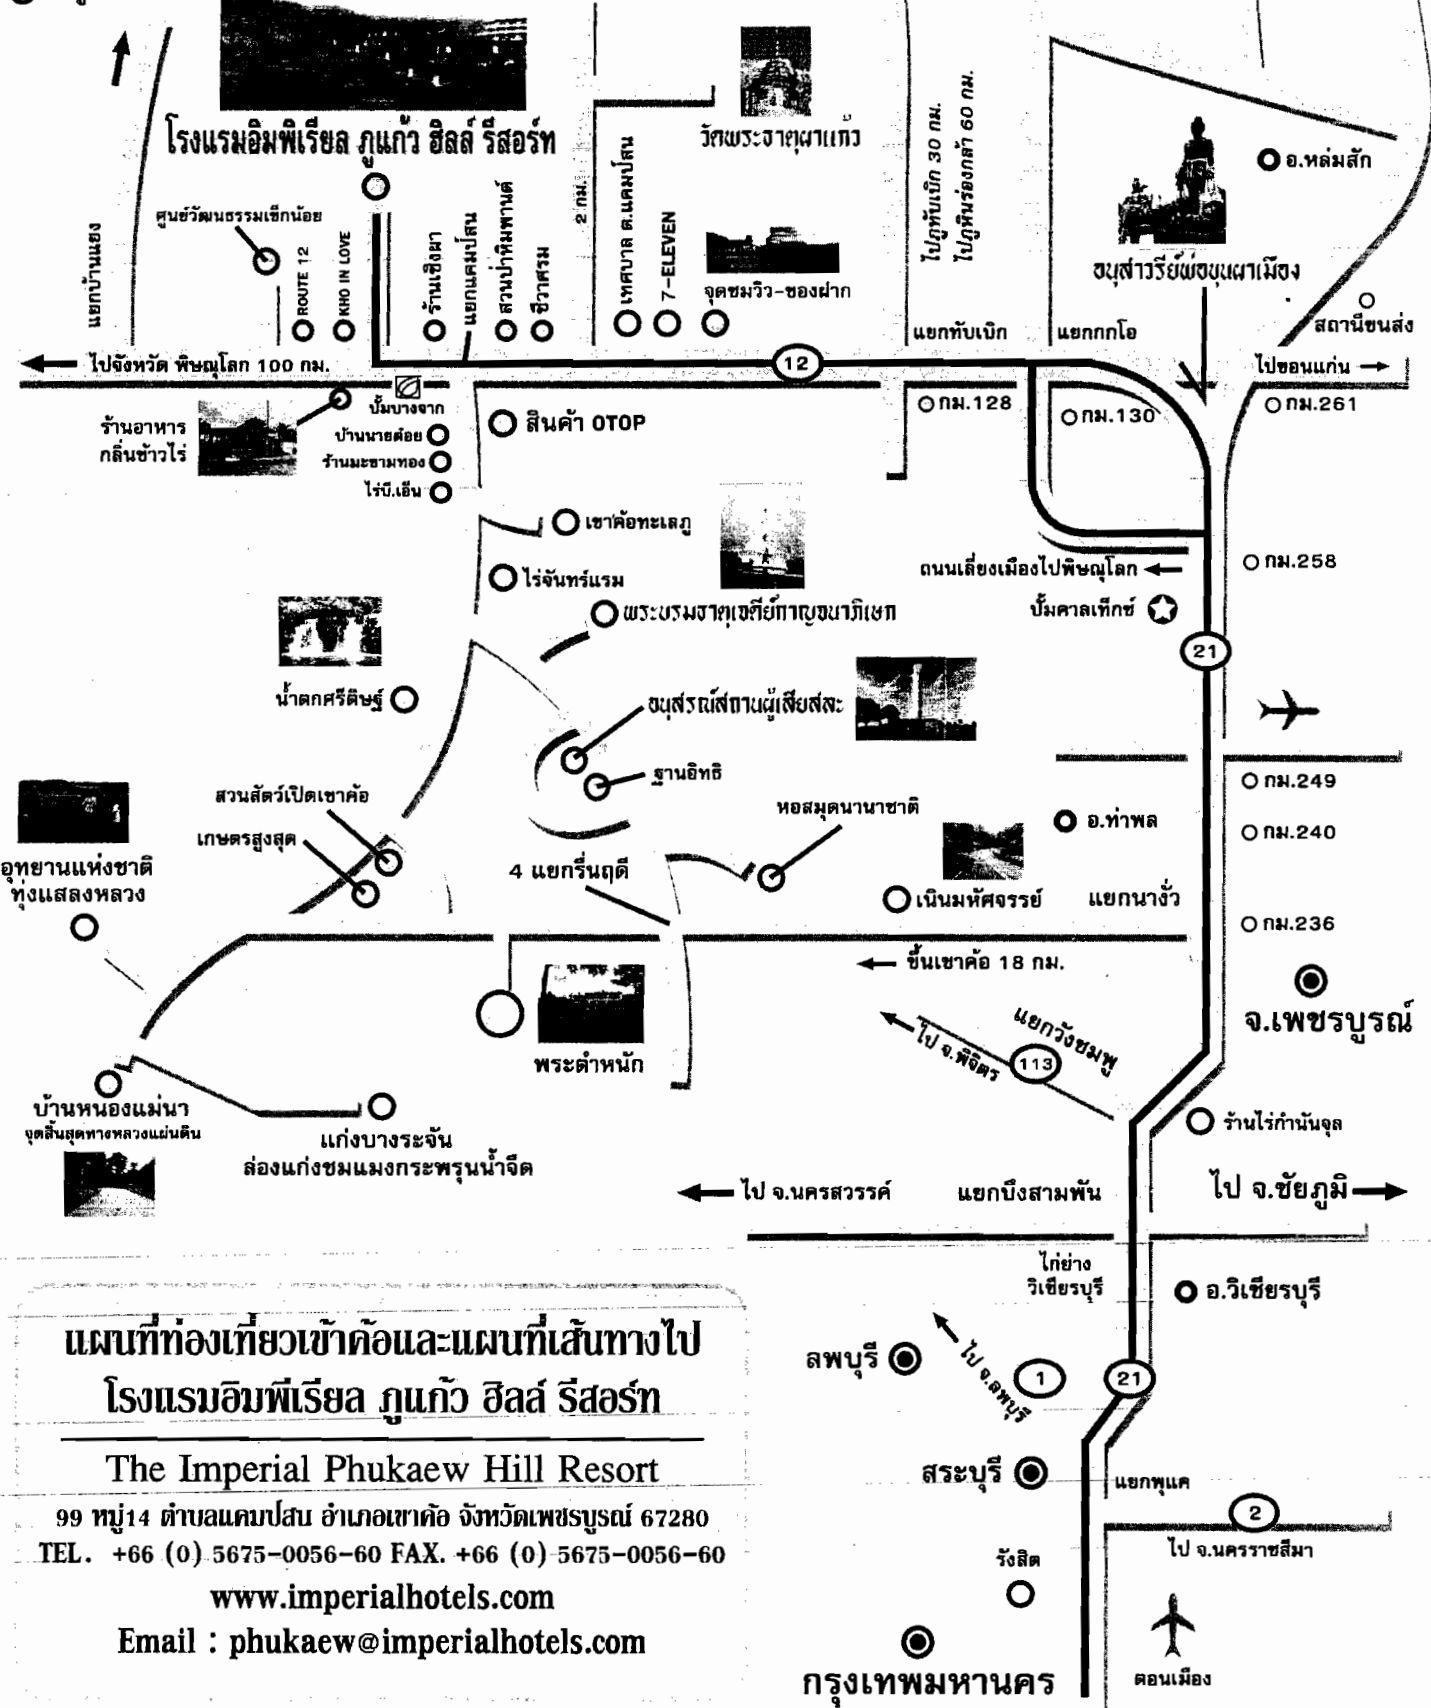 โรงแรมอิมพีเรียล ภูแก้ว ฮิลล์ รีสอร์ท
วัดพระธาตุผาแก้ว
ไปภูทับเบิก 30 กม.
ไปภูหินร่องกล้า 60 กม.
อ.หล่มสัก
ศูนย์วัฒนธรรมเข็กน้อย
แยกบ้านแยง
ROUTE 12
KHO IN LOVE
ร้านเชิงผา
แยกแคมป์สน
สวนป่าหิมพานต์
ชีวาศรม
2 กม.
เทศบาล ต.แคมป์สน
7-ELEVEN
จุดชมวิว-ของฝาก
อนุสาวรีย์พ่อขุนผาเมือง
สถานีขนส่ง
แยกทับเบิก
แยกกกโอ
ไปจังหวัด พิษณุโลก 100 กม.
12
ไปขอนแก่น
ปั้มบางจาก
กม.128
กม.130
กม.261
ร้านอาหาร
กลิ่นข้าวไร่
บ้านนายต๋อย
สินค้า OTOP
ร้านมะขามทอง
ไร่บี.เอ็น
เขาค้อทะเลภู
ไร่จันทร์แรม
ถนนเลี่ยงเมืองไปพิษณุโลก
กม.258
พระบรมธาตุเจดีย์กาญจนาภิเษก
ปั้มคาลเท็กซ์
21
น้ำตกศรีดิษฐ์
อนุสรณ์สถานผู้เสียสละ
ฐานอิทธิ
กม.249
สวนสัตว์เปิดเขาค้อ
หอสมุดนานาชาติ
อ.ท่าพล
กม.240
เกษตรสูงสุด
อุทยานแห่งชาติ
ทุ่งแสลงหลวง
4 แยกรื่นฤดี
เนินมหัศจรรย์
แยกนางั่ว
กม.236
ขึ้นเขาค้อ 18 กม.
จ.เพชรบูรณ์
แยกวังชมพู
ไป จ.พิจิตร
113
พระตำหนัก
บ้านหนองแม่นา
จุดสิ้นสุดทางหลวงแผ่นดิน
แก่งบางระจัน
ล่องแก่งชมแมงกระพรุนน้ำจืด
ร้านไร่กำนันจุล
ไป จ.นครสวรรค์
แยกบึงสามพัน
ไป จ.ชัยภูมิ
ไก่ย่าง
วิเชียรบุรี
อ.วิเชียรบุรี
ลพบุรี
ไป จ.ลพบุรี
1
21
สระบุรี
แยกพุแค
2
ไป จ.นครราชสีมา
รังสิต
กรุงเทพมหานคร
ดอนเมือง
แผนที่ท่องเที่ยวเข้าค้อและแผนที่เส้นทางไป
โรงแรมอิมพีเรียล ภูแก้ว ฮิลล์ รีสอร์ท
The Imperial Phukaew Hill Resort
99 หมู่14 ตำบลแคมป์สน อำเภอเขาค้อ จังหวัดเพชรบูรณ์ 67280
TEL. +66 (0) 5675-0056-60 FAX. +66 (0) 5675-0056-60
www.imperialhotels.com
Email : phukaew@imperialhotels.com